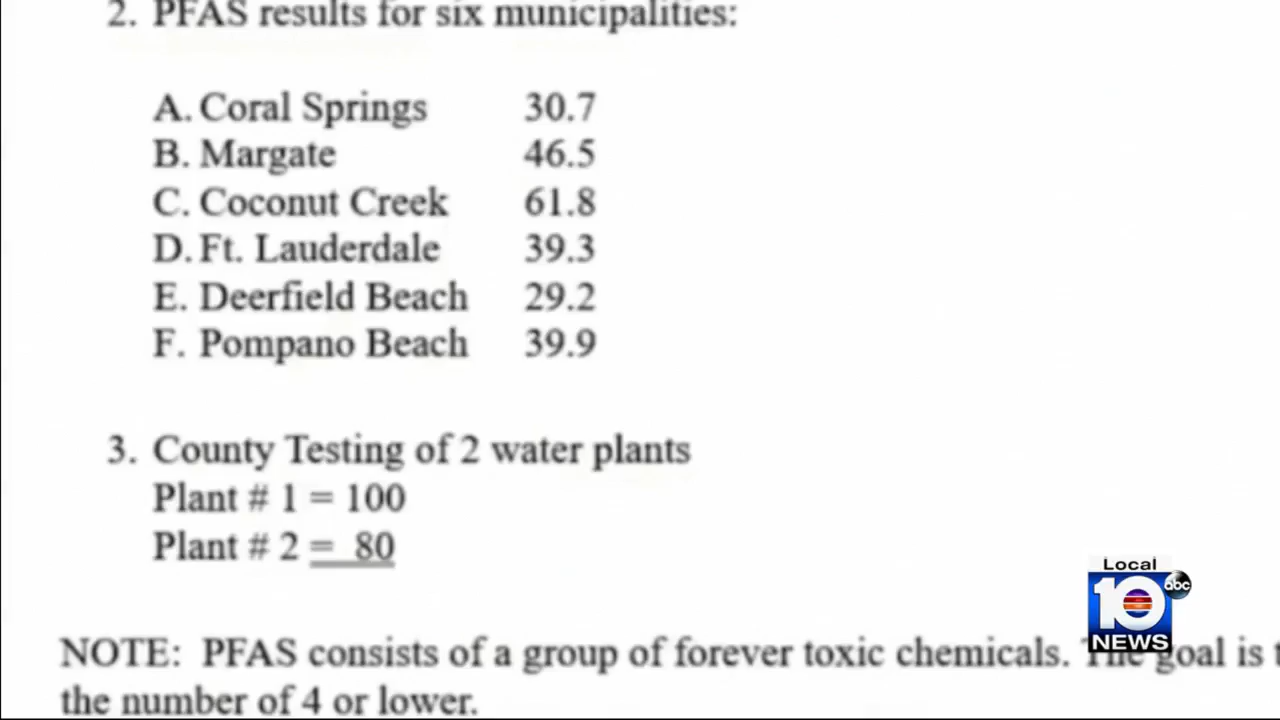 2. PFAS results for six municipalities:
A. Coral Springs 30.7
B. Margate 46.5
C. Coconut Creek 61.8
D. Ft. Lauderdale 39.3
E. Deerfield Beach 29.2
F. Pompano Beach 39.9
3. County Testing of 2 water plants
Plant # 1 = 100
Plant # 2 = 80
Local
10 abc
NEWS
NOTE: PFAS consists of a group of forever toxic chemicals. The goal is
the number of 4 or lower.